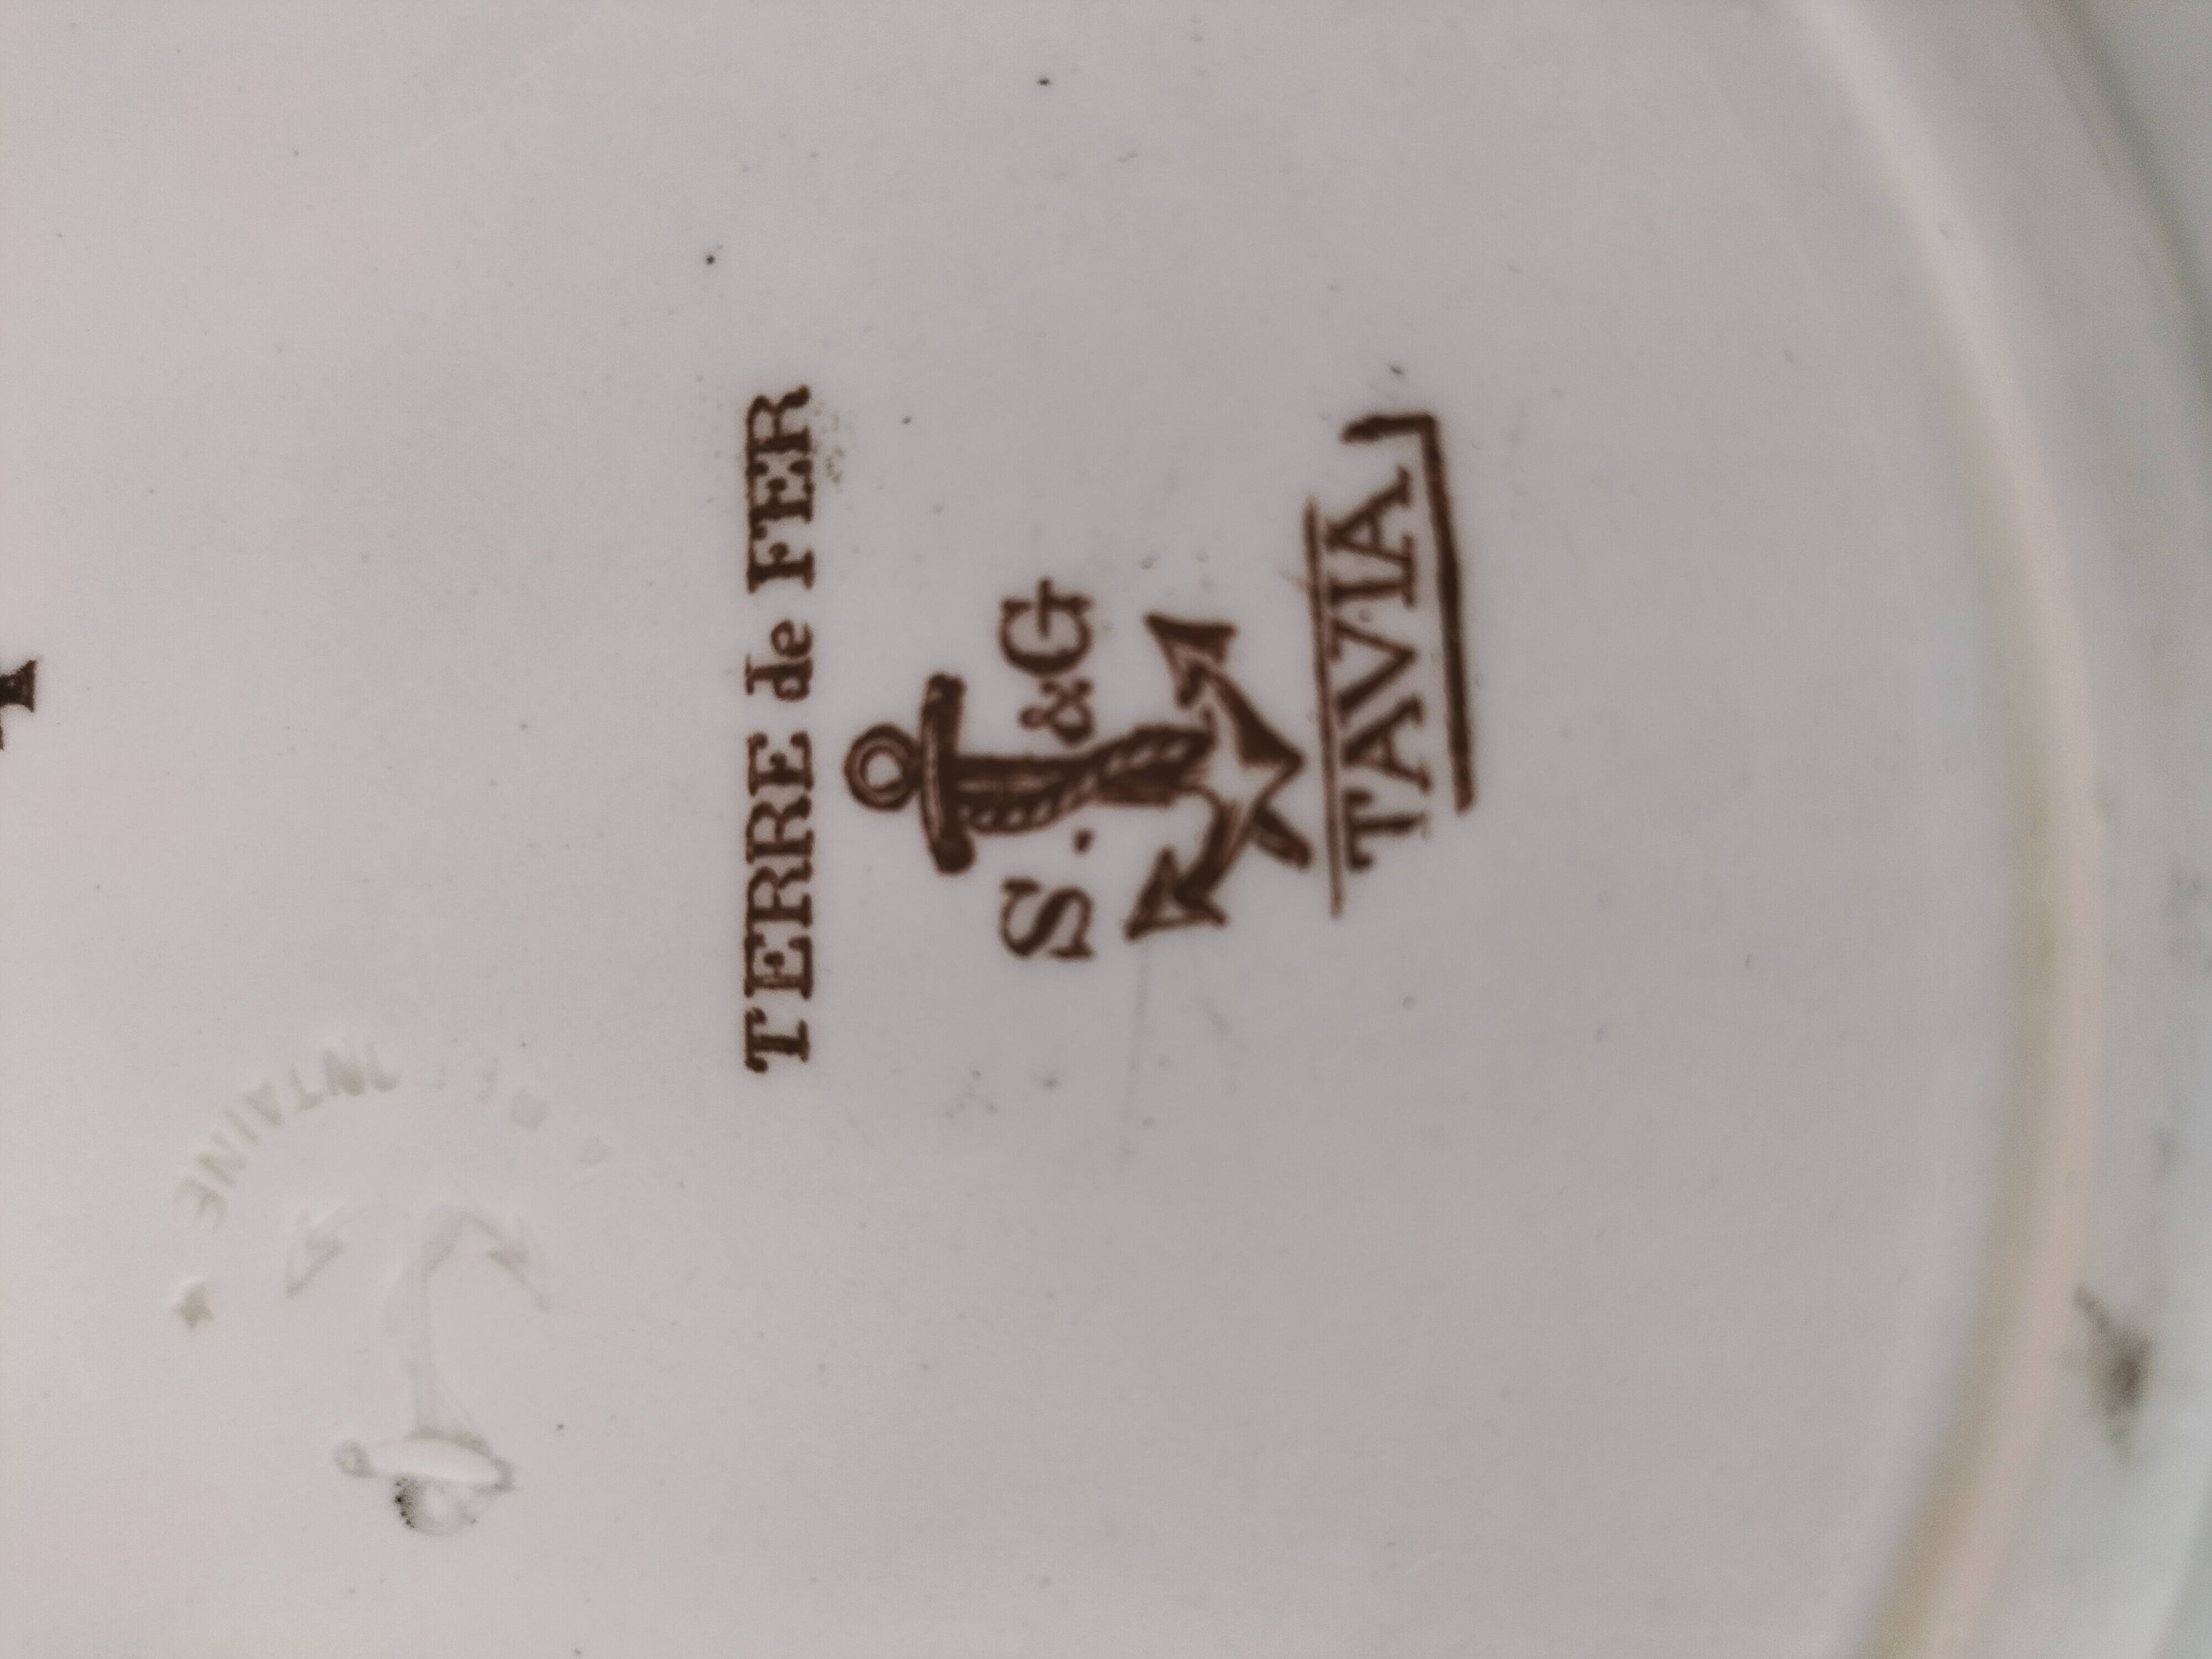 TERRE de FER
S. & G
TAVIA
NTAINE